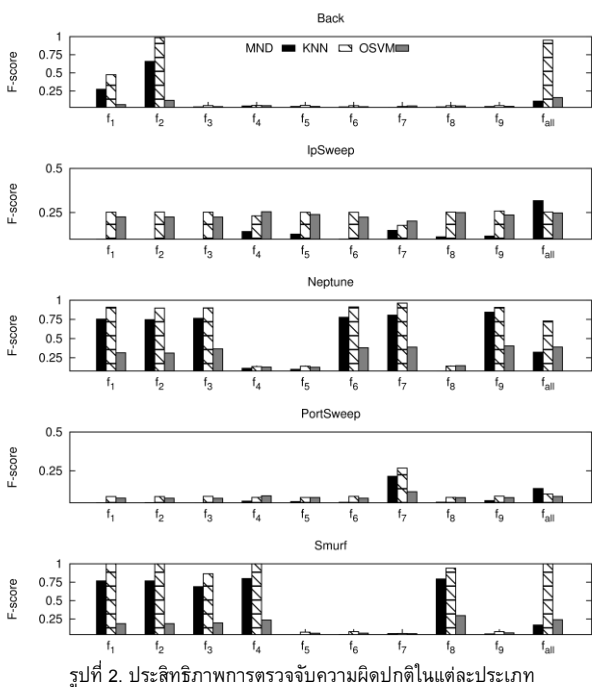 Back
MND KNN OSVM
F-score
1
0.75
0.5
0.25
f1 f2 f3 f4 f5 f6 f7 f8 f9 fall
IpSweep
F-score
0.5
0.25
f1 f2 f3 f4 f5 f6 f7 f8 f9 fall
Neptune
F-score
1
0.75
0.5
0.25
f1 f2 f3 f4 f5 f6 f7 f8 f9 fall
PortSweep
F-score
0.5
0.25
f1 f2 f3 f4 f5 f6 f7 f8 f9 fall
Smurf
F-score
1
0.75
0.5
0.25
f1 f2 f3 f4 f5 f6 f7 f8 f9 fall
รูปที่ 2. ประสิทธิภาพการตรวจจับความผิดปกติในแต่ละประเภท